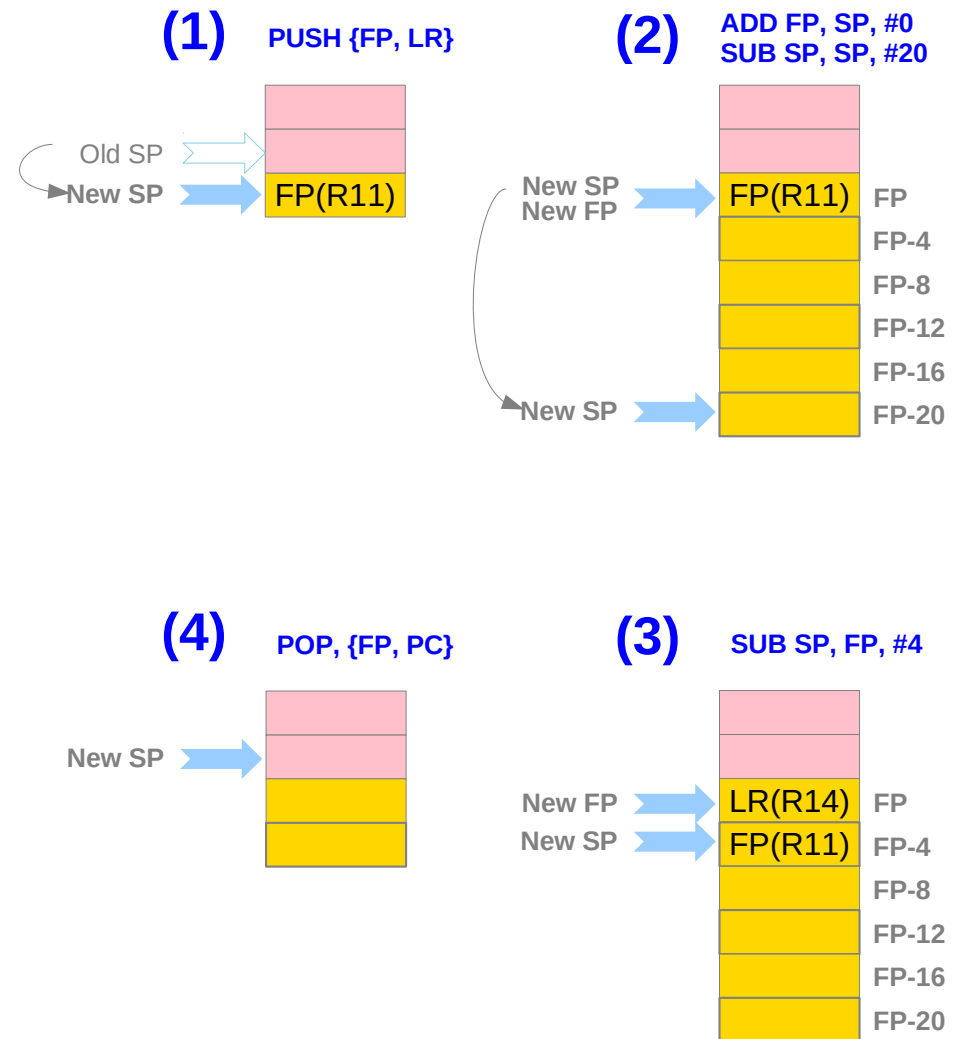 (1) PUSH {FP, LR}
Old SP
New SP
FP(R11)
(2) ADD FP, SP, #0
SUB SP, SP, #20
New SP
New FP
FP(R11) FP
FP-4
FP-8
FP-12
FP-16
New SP FP-20
(4) POP, {FP, PC}
New SP
(3) SUB SP, FP, #4
New FP LR(R14) FP
New SP FP(R11) FP-4
FP-8
FP-12
FP-16
FP-20